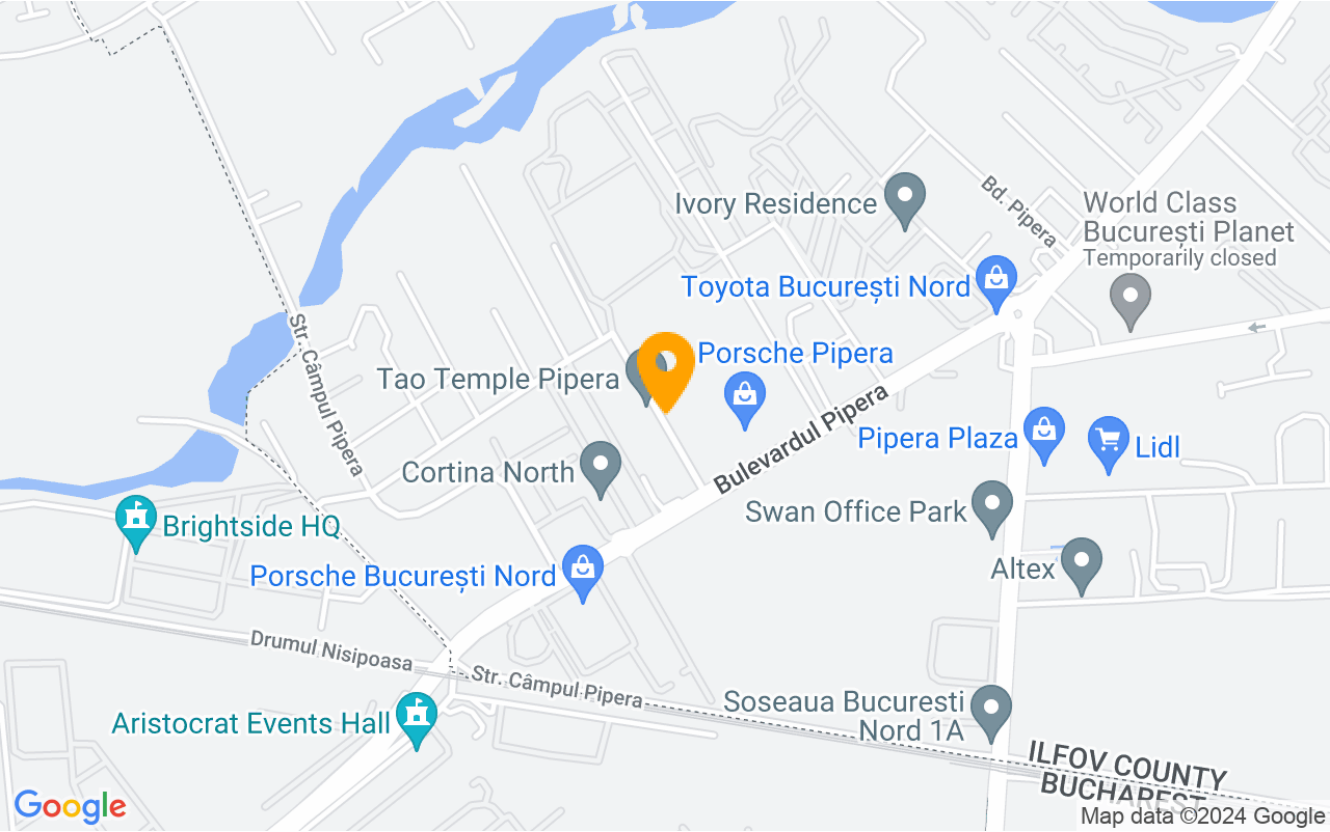 Bd. Pipera
Ivory Residence
World Class
București Planet
Temporarily closed
Toyota București Nord
Str. Câmpul Pipera
Porsche Pipera
Tao Temple Pipera
Bulevardul Pipera
Pipera Plaza
Lidl
Cortina North
Swan Office Park
Brightside HQ
Altex
Porsche București Nord
Drumul Nisipoasa
Str. Câmpul Pipera
Soseaua Bucuresti
Nord 1A
Aristocrat Events Hall
ILFOV COUNTY
BUCHAREST
Google
Map data ©2024 Google